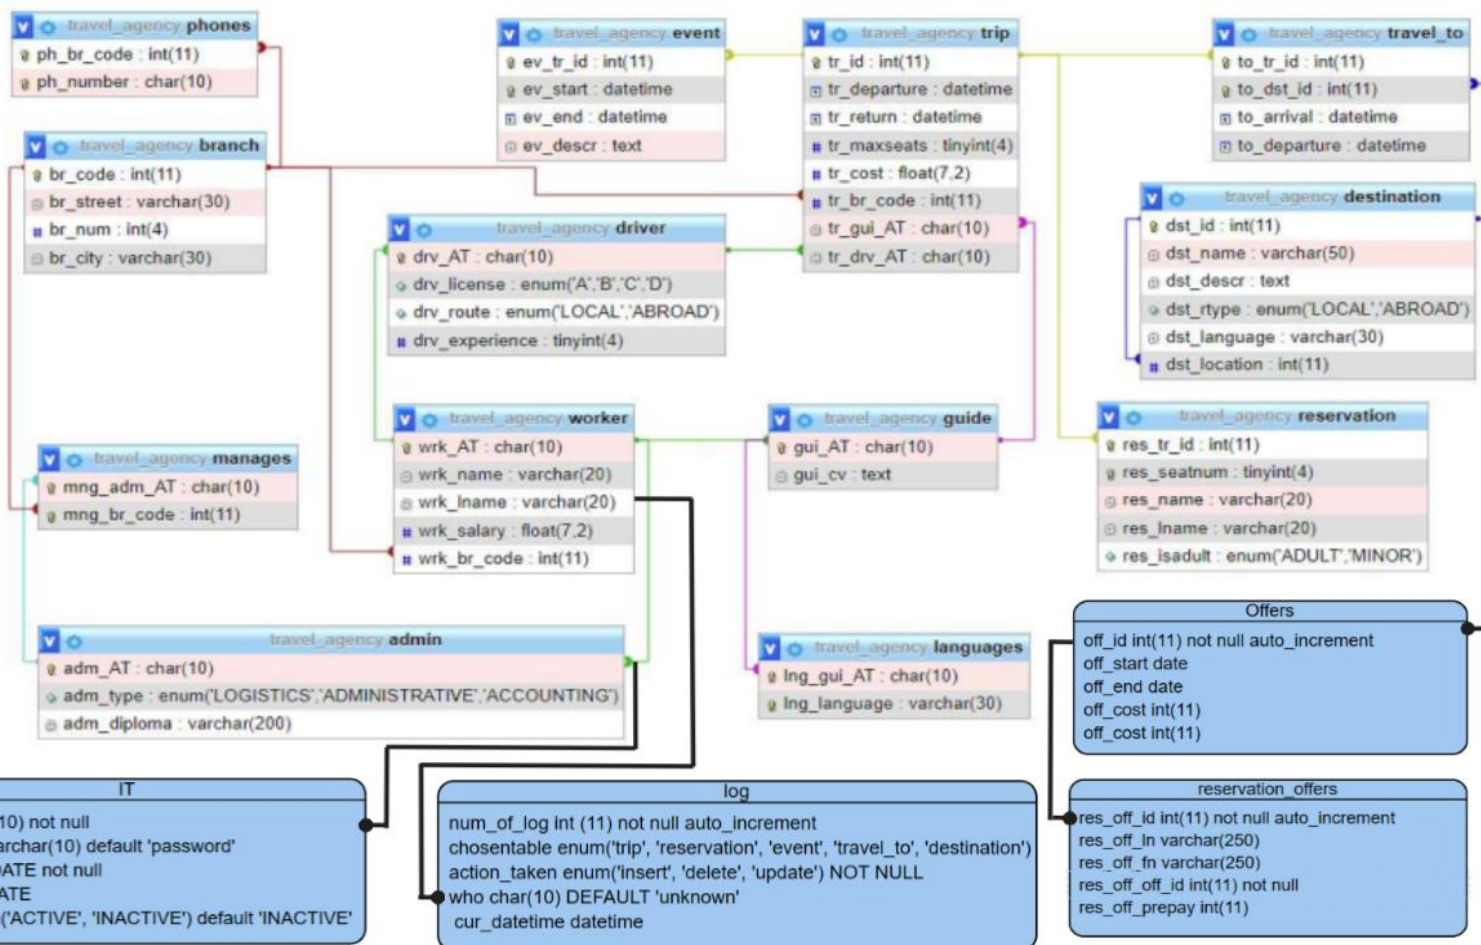 travel_agency phones
ph_br_code : int(11)
ph_number : char(10)
travel_agency branch
br_code : int(11)
br_street : varchar(30)
br_num : int(4)
br_city : varchar(30)
travel_agency event
ev_tr_id : int(11)
ev_start : datetime
ev_end : datetime
ev_descr : text
travel_agency trip
tr_id : int(11)
tr_departure : datetime
tr_return : datetime
tr_maxseats : tinyint(4)
tr_cost : float(7,2)
tr_br_code : int(11)
tr_gui_AT : char(10)
tr_drv_AT : char(10)
travel_agency travel_to
to_tr_id : int(11)
to_dst_id : int(11)
to_arrival : datetime
to_departure : datetime
travel_agency driver
drv_AT : char(10)
drv_license : enum('A','B','C','D')
drv_route : enum('LOCAL','ABROAD')
drv_experience : tinyint(4)
travel_agency destination
dst_id : int(11)
dst_name : varchar(50)
dst_descr : text
dst_rtype : enum('LOCAL','ABROAD')
dst_language : varchar(30)
dst_location : int(11)
travel_agency manages
mng_adm_AT : char(10)
mng_br_code : int(11)
travel_agency worker
wrk_AT : char(10)
wrk_name : varchar(20)
wrk_lname : varchar(20)
wrk_salary : float(7,2)
wrk_br_code : int(11)
travel_agency guide
gui_AT : char(10)
gui_cv : text
travel_agency reservation
res_tr_id : int(11)
res_seatnum : tinyint(4)
res_name : varchar(20)
res_lname : varchar(20)
res_isadult : enum('ADULT','MINOR')
travel_agency admin
adm_AT : char(10)
adm_type : enum('LOGISTICS','ADMINISTRATIVE','ACCOUNTING')
adm_diploma : varchar(200)
travel_agency languages
lng_gui_AT : char(10)
lng_language : varchar(30)
Offers
off_id int(11) not null auto_increment
off_start date
off_end date
off_cost int(11)
off_cost int(11)
IT
10) not null
archar(10) default 'password'
DATE not null
ATE
('ACTIVE', 'INACTIVE') default 'INACTIVE'
log
num_of_log int (11) not null auto_increment
chosentable enum('trip', 'reservation', 'event', 'travel_to', 'destination')
action_taken enum('insert', 'delete', 'update') NOT NULL
who char(10) DEFAULT 'unknown'
cur_datetime datetime
reservation_offers
res_off_id int(11) not null auto_increment
res_off_ln varchar(250)
res_off_fn varchar(250)
res_off_off_id int(11) not null
res_off_prepay int(11)